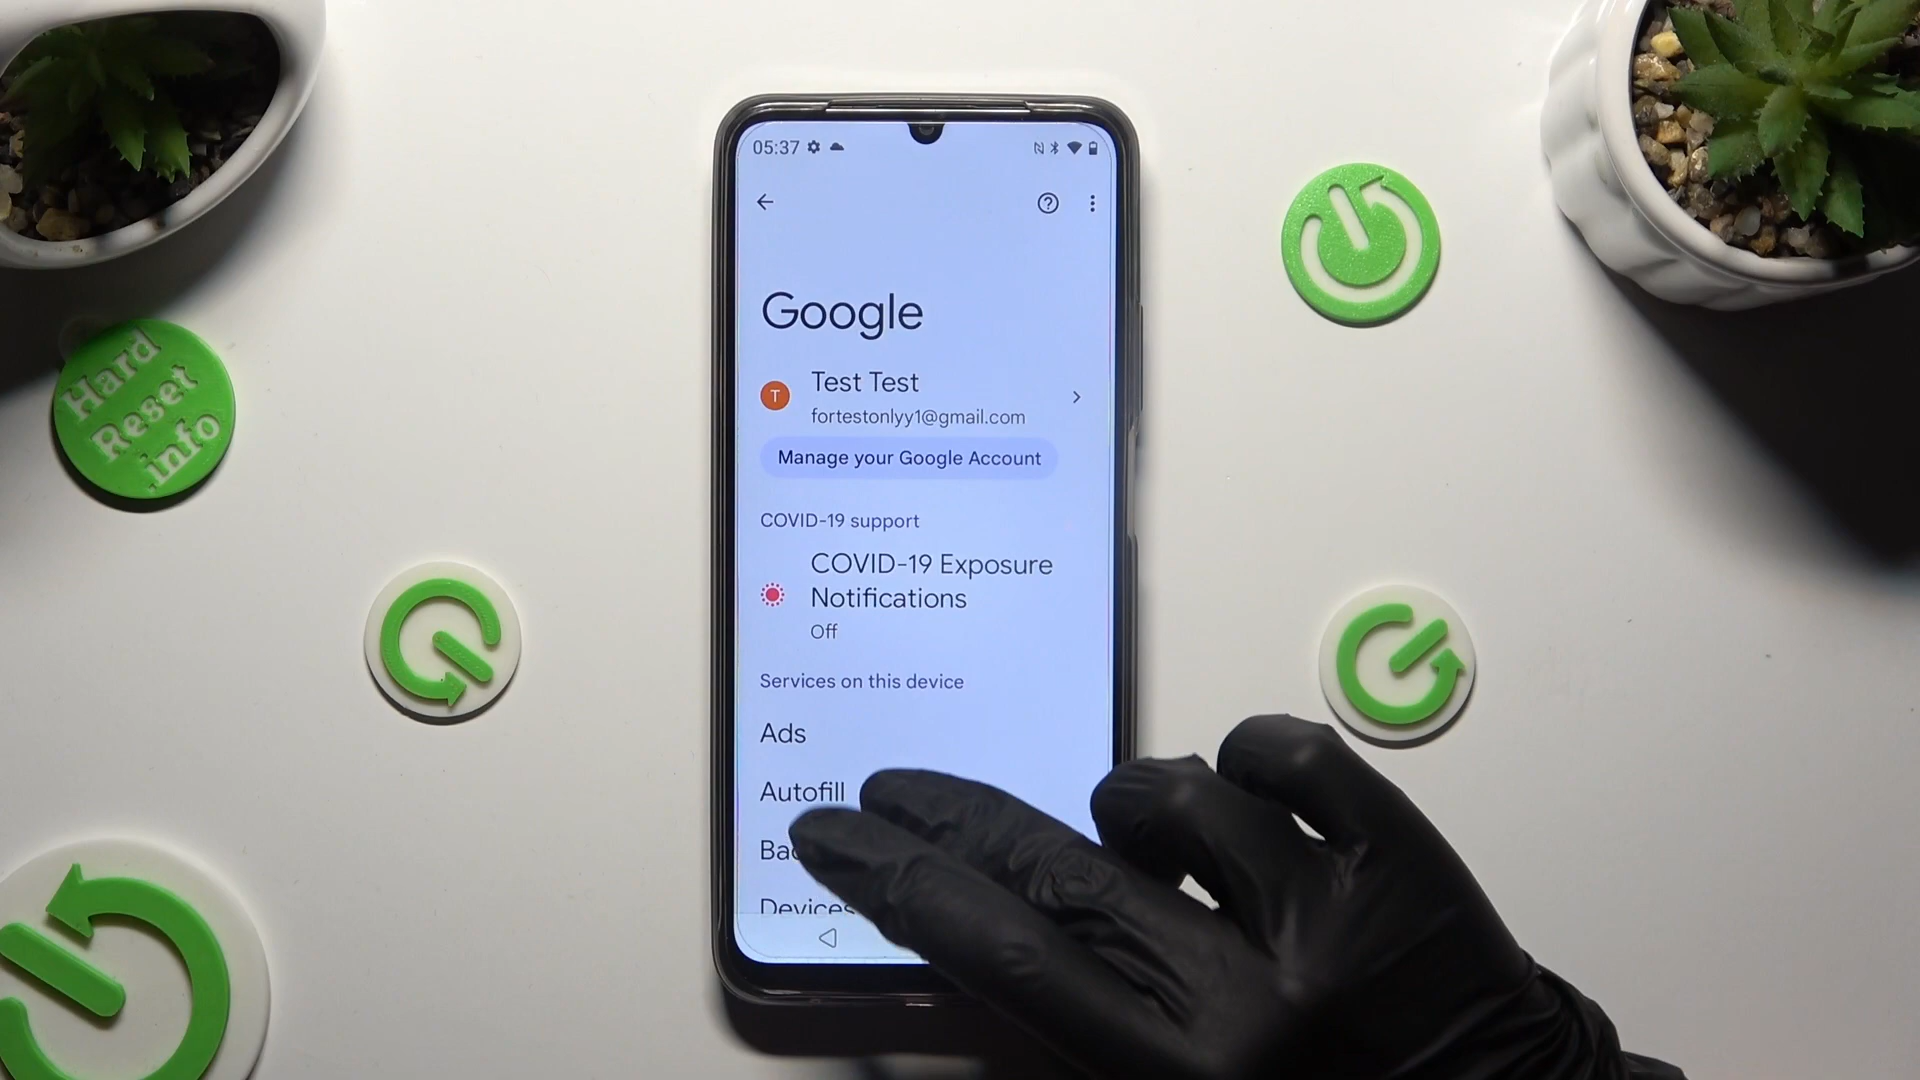 05:37
Google
T
Test Test
fortestonlyy1@gmail.com
Manage your Google Account
COVID-19 support
COVID-19 Exposure
Notifications
Off
Services on this device
Ads
Autofill
Devices
Hard
Reset
.info